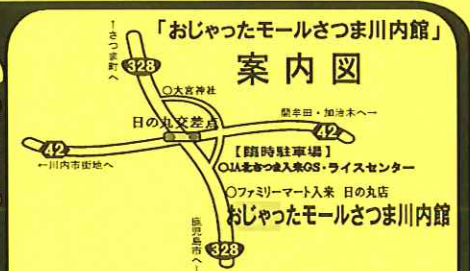 「おじゃったモールさつま川内館」
案内図
↑さつま町へ
328
○大宮神社
日の丸交差点
藺牟田・加治木へ→
42
42
←川内市街地へ
【臨時駐車場】
○JA北さつま入来GS・ライスセンター
○ファミリーマート入来 日の丸店
おじゃったモールさつま川内館
鹿児島市へ↓
328